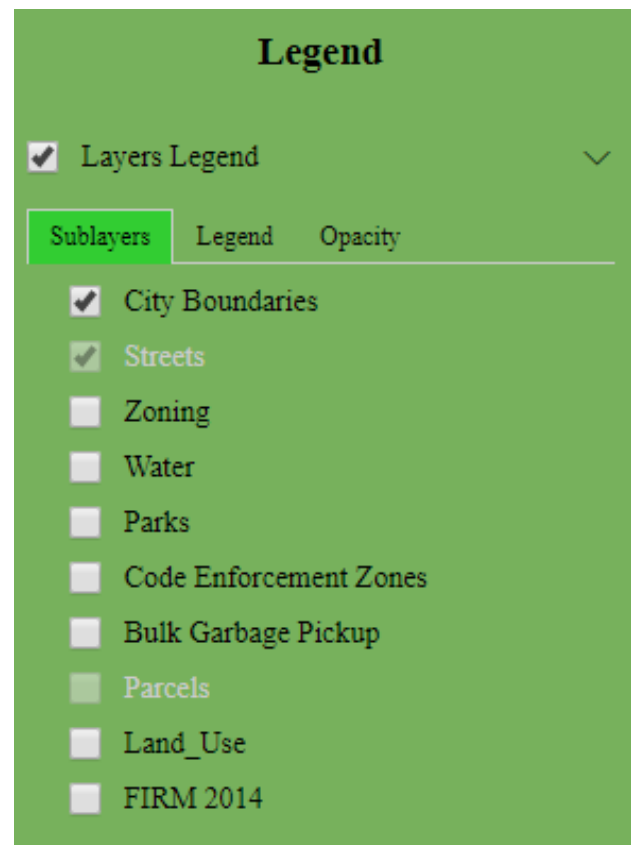 Legend
Layers Legend
Sublayers Legend Opacity
City Boundaries
Streets
Zoning
Water
Parks
Code Enforcement Zones
Bulk Garbage Pickup
Parcels
Land_Use
FIRM 2014